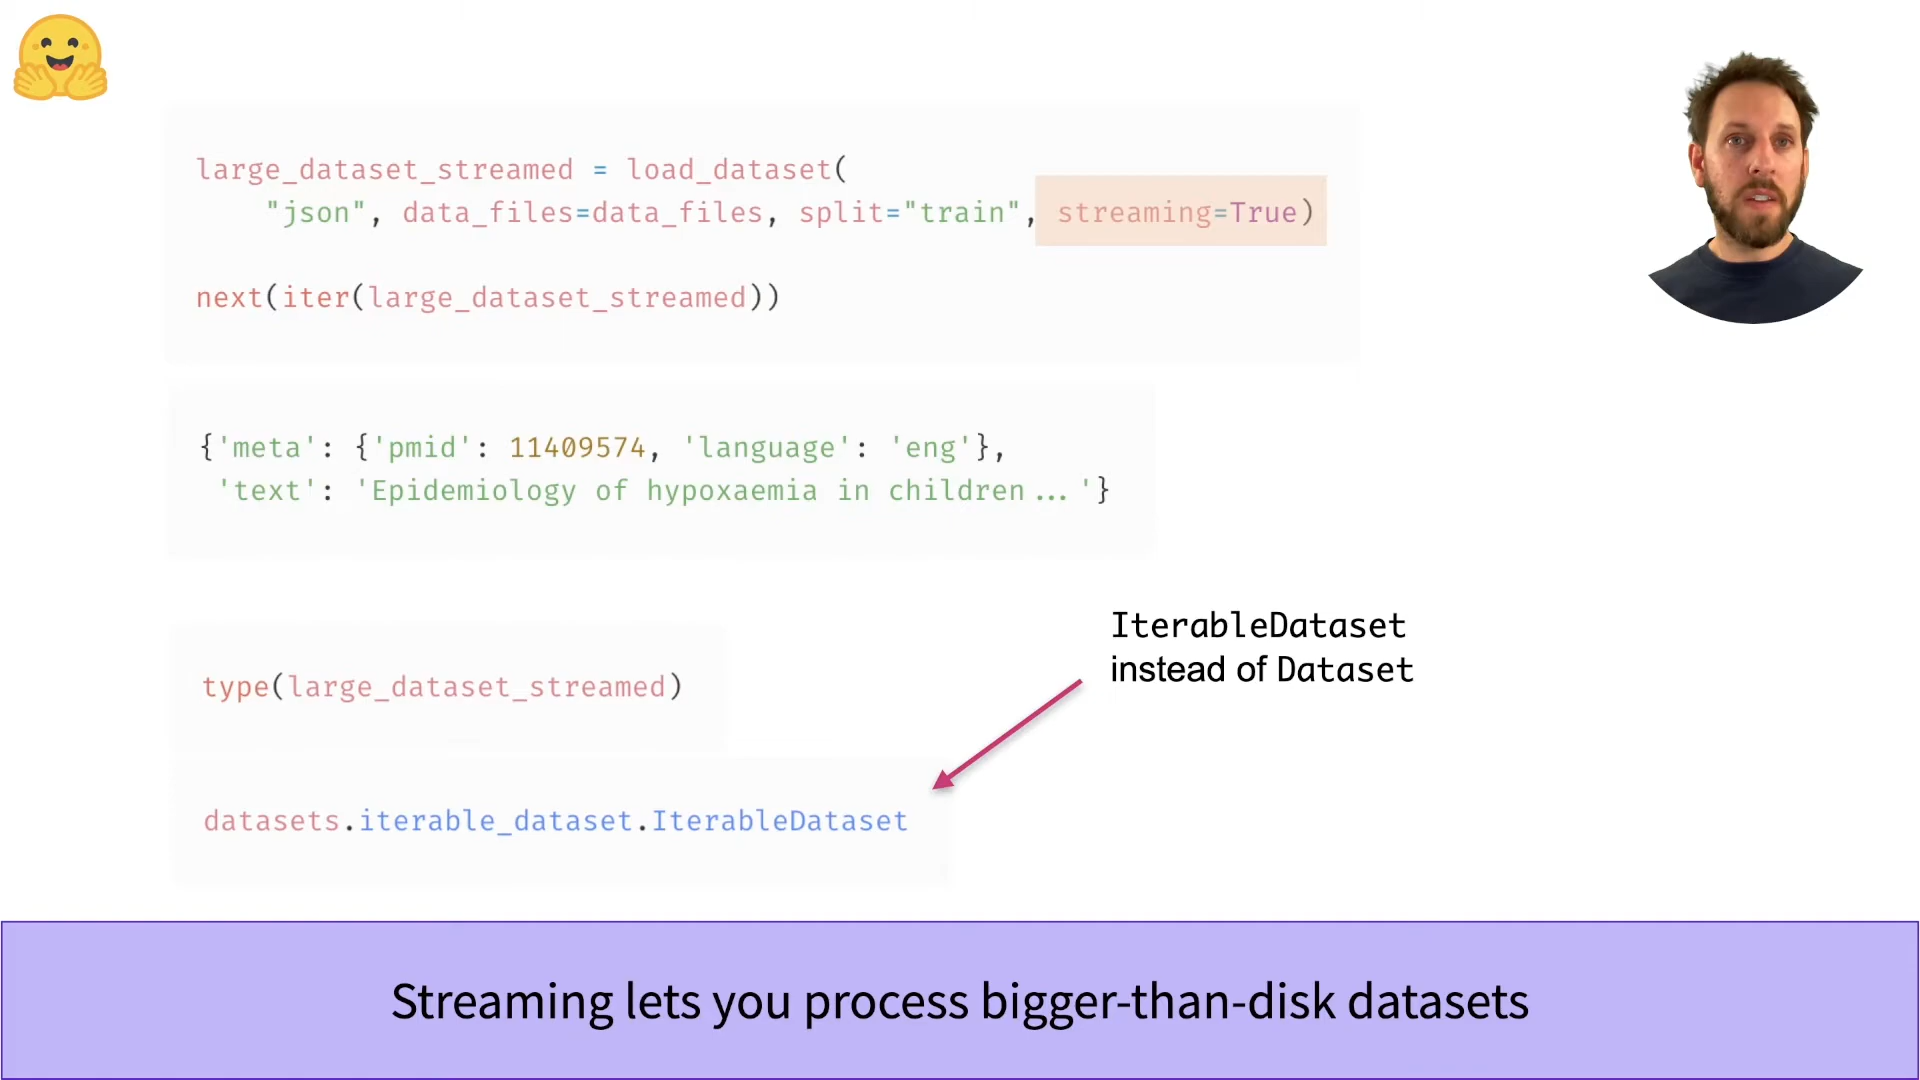 large_dataset_streamed = load_dataset(
"json", data_files=data_files, split="train", streaming=True)
next(iter(large_dataset_streamed))
{'meta': {'pmid': 11409574, 'language': 'eng'},
'text': 'Epidemiology of hypoxaemia in children...'}
IterableDataset
instead of Dataset
type(large_dataset_streamed)
datasets.iterable_dataset.IterableDataset
Streaming lets you process bigger-than-disk datasets